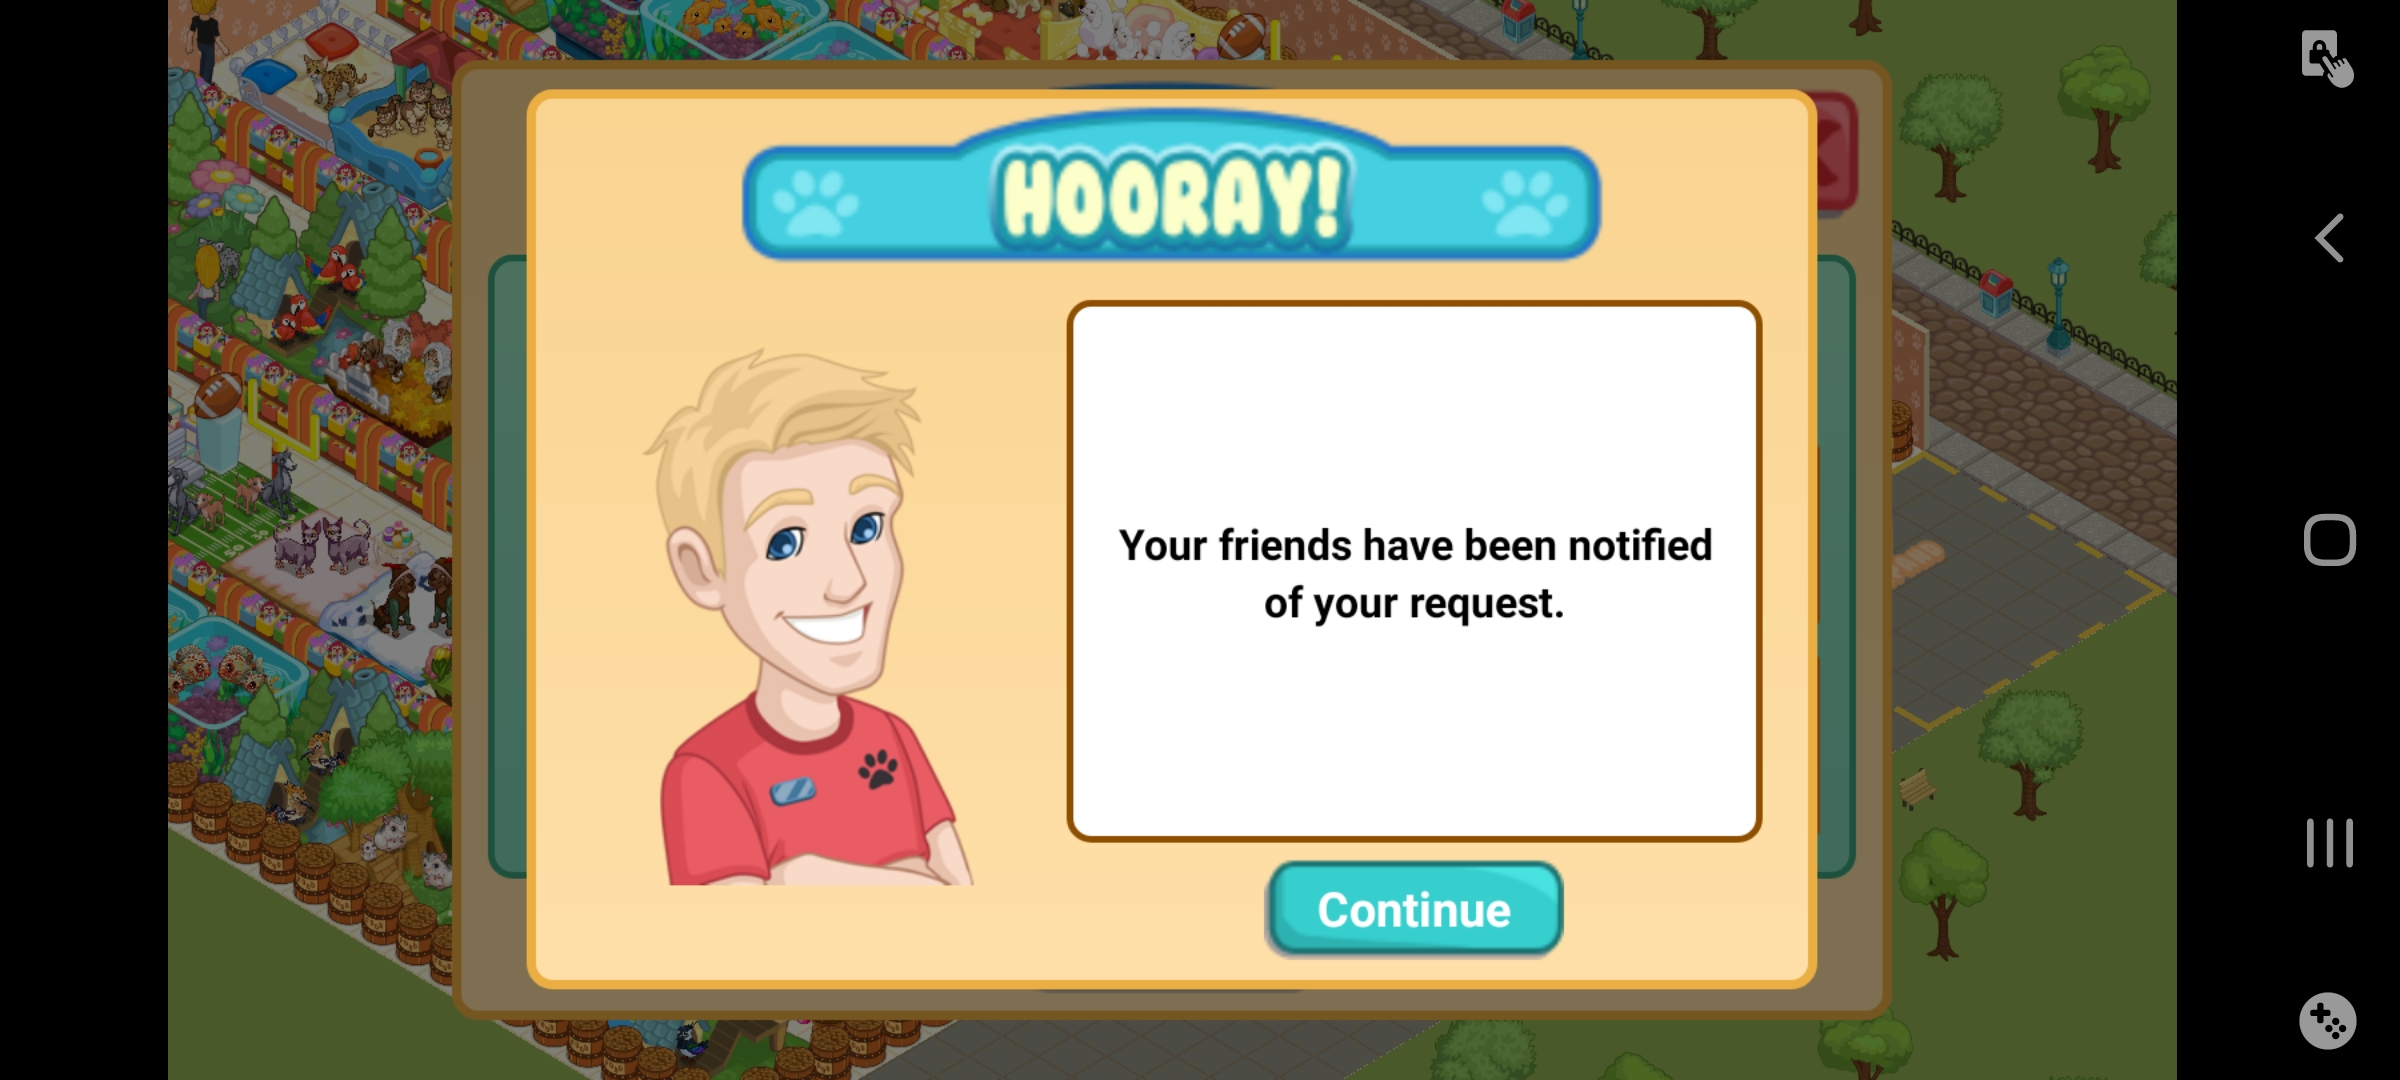 HOORAY!
Your friends have been notified
of your request.
Continue